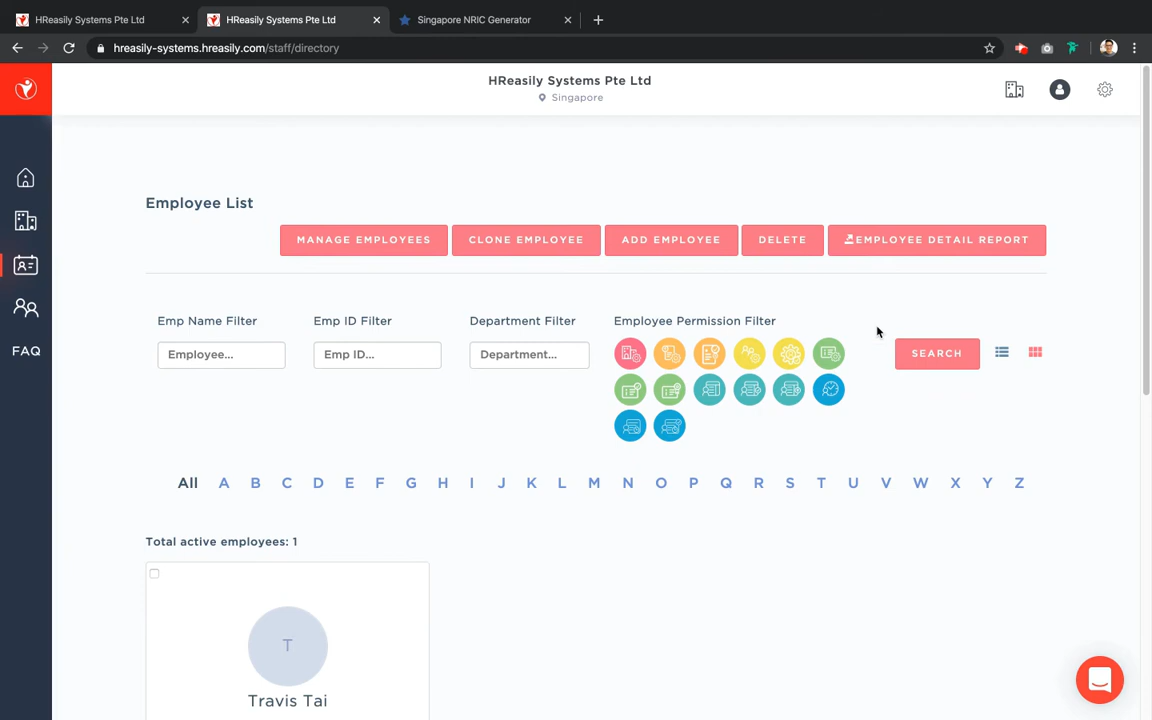 HReasily Systems Pte Ltd
HReasily Systems Pte Ltd
Singapore NRIC Generator
hreasily-systems.hreasily.com/staff/directory
HReasily Systems Pte Ltd
Singapore
FAQ
Employee List
MANAGE EMPLOYEES
CLONE EMPLOYEE
ADD EMPLOYEE
DELETE
EMPLOYEE DETAIL REPORT
Emp Name Filter
Emp ID Filter
Department Filter
Employee Permission Filter
Employee...
Emp ID...
Department...
SEARCH
All A B C D E F G H I J K L M N O P Q R S T U V W X Y Z
Total active employees: 1
T
Travis Tai